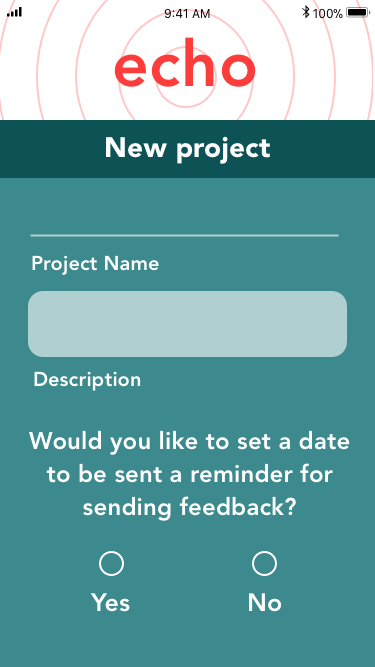 9:41 AM 100%
echo
New project
Project Name
Description
Would you like to set a date
to be sent a reminder for
sending feedback?
Yes No